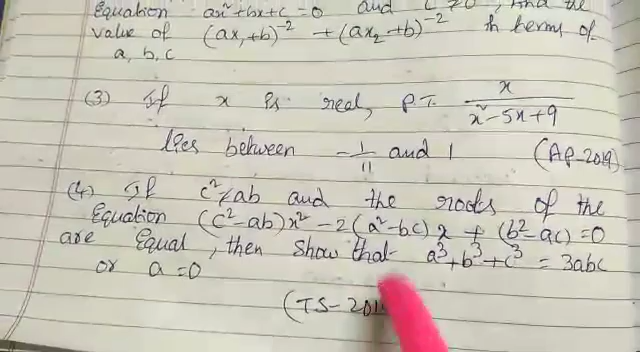 Equation ax²+bx+c=0 and c≠0, find the
value of (ax₁+b)⁻² + (ax₂+b)⁻² in terms of
a, b, c
(3) If x is real, P.T. x/(x²-5x+9)
lies between -1/11 and 1 (AP-2019)
(4) If c²≠ab and the roots of the
Equation (c²-ab)x²-2(a²-bc)x+(b²-ac)=0
are Equal, then show that a³+b³+c³=3abc
or a=0
(TS-201